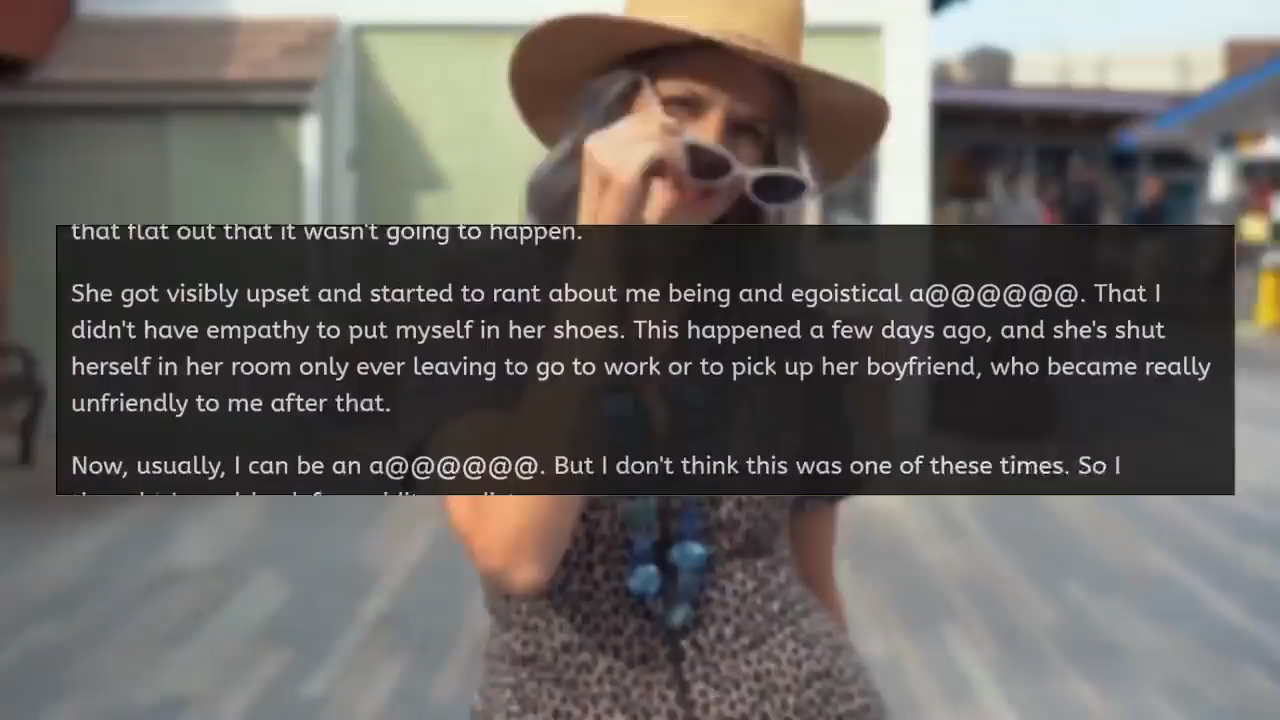 that flat out that it wasn't going to happen.
She got visibly upset and started to rant about me being and egoistical a@@@@@@. That I
didn't have empathy to put myself in her shoes. This happened a few days ago, and she's shut
herself in her room only ever leaving to go to work or to pick up her boyfriend, who became really
unfriendly to me after that.
Now, usually, I can be an a@@@@@@. But I don't think this was one of these times. So I